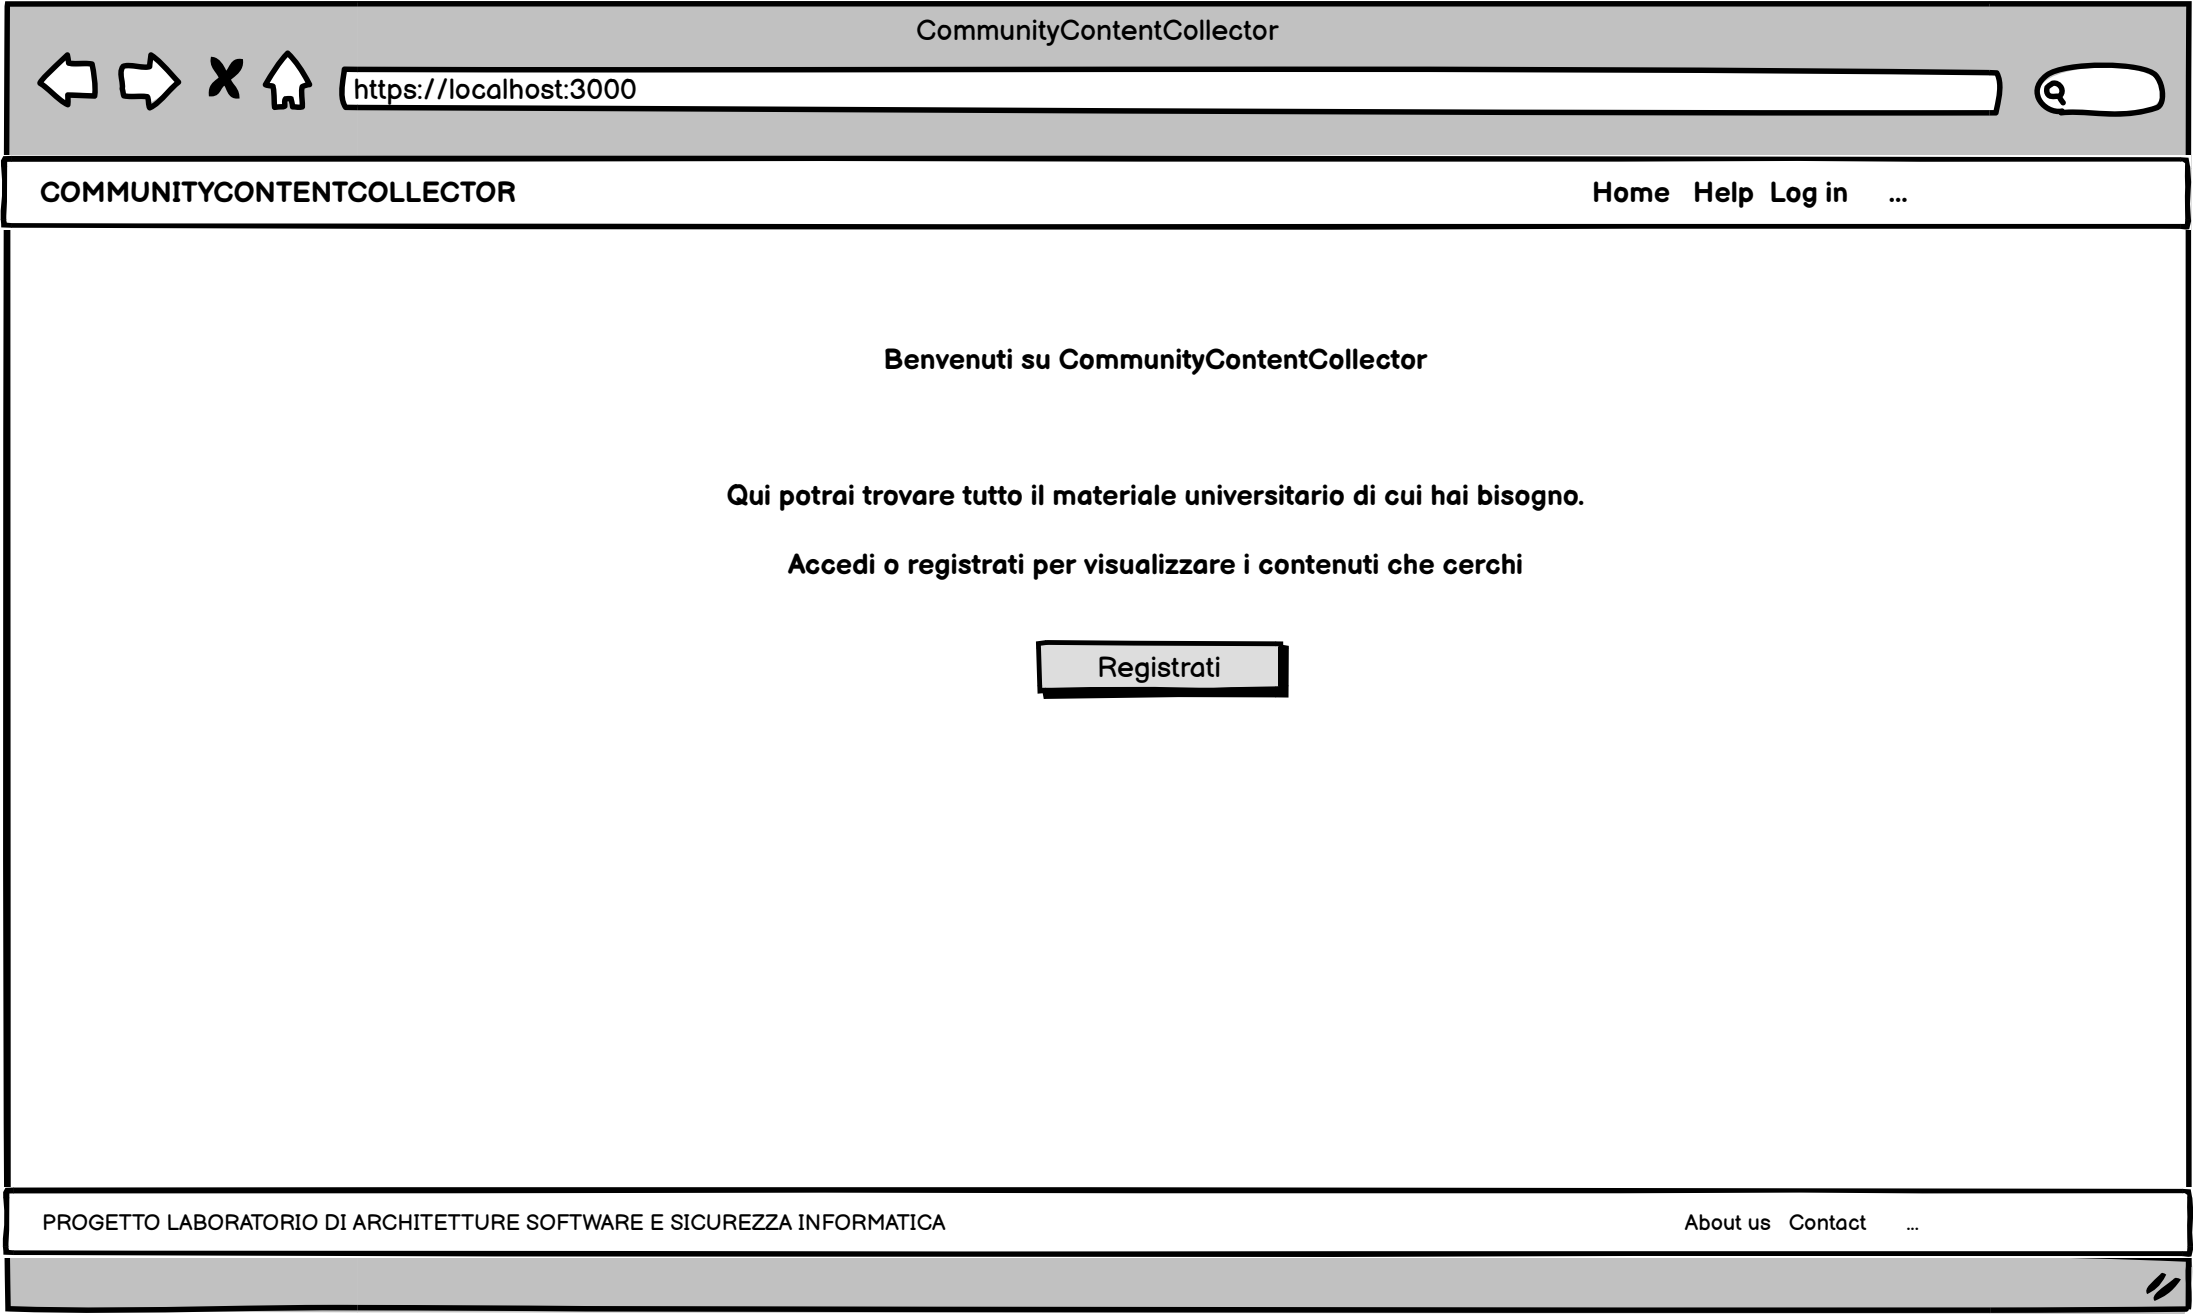 CommunityContentCollector
https://localhost:3000
COMMUNITYCONTENTCOLLECTOR Home Help Log in ...
Benvenuti su CommunityContentCollector
Qui potrai trovare tutto il materiale universitario di cui hai bisogno.
Accedi o registrati per visualizzare i contenuti che cerchi
Registrati
PROGETTO LABORATORIO DI ARCHITETTURE SOFTWARE E SICUREZZA INFORMATICA About us Contact ...